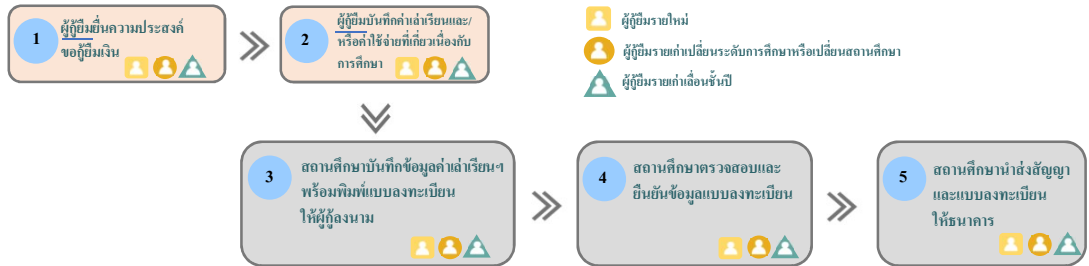 1
ผู้กู้ยืมยื่นความประสงค์
ขอกู้ยืมเงิน
2
ผู้กู้ยืมบันทึกค่าเล่าเรียนและ/
หรือค่าใช้จ่ายที่เกี่ยวเนื่องกับ
การศึกษา
ผู้กู้ยืมรายใหม่
ผู้กู้ยืมรายเก่าเปลี่ยนระดับการศึกษาหรือเปลี่ยนสถานศึกษา
ผู้กู้ยืมรายเก่าเลื่อนชั้นปี
3
สถานศึกษาบันทึกข้อมูลค่าเล่าเรียนฯ
พร้อมพิมพ์แบบลงทะเบียน
ให้ผู้กู้ลงนาม
4
สถานศึกษาตรวจสอบและ
ยืนยันข้อมูลแบบลงทะเบียน
5
สถานศึกษานำส่งสัญญา
และแบบลงทะเบียน
ให้ธนาคาร